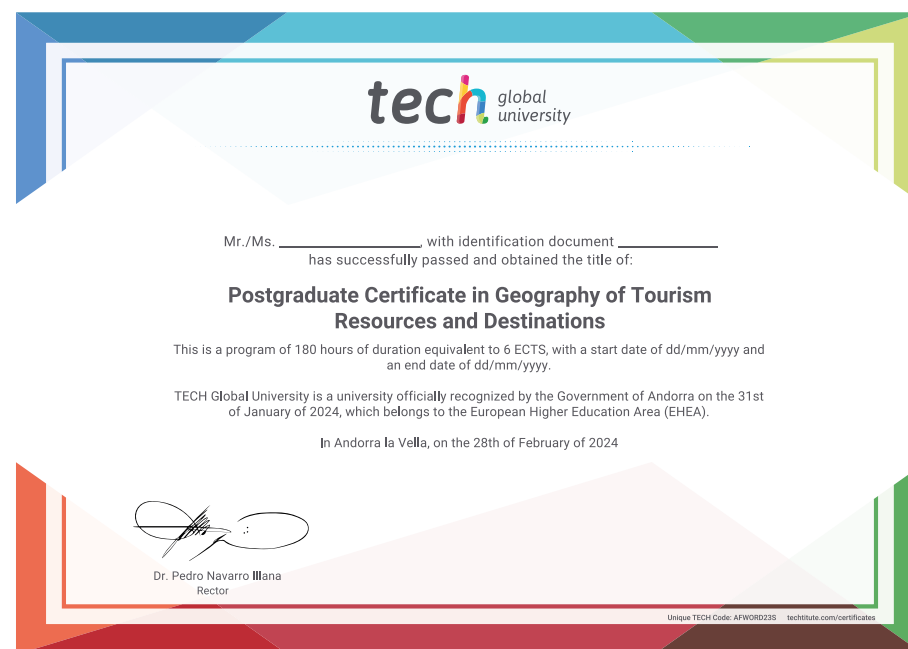 tech global university
Mr./Ms. ____________________, with identification document ______________
has successfully passed and obtained the title of:
Postgraduate Certificate in Geography of Tourism
Resources and Destinations
This is a program of 180 hours of duration equivalent to 6 ECTS, with a start date of dd/mm/yyyy and
an end date of dd/mm/yyyy.
TECH Global University is a university officially recognized by the Government of Andorra on the 31st
of January of 2024, which belongs to the European Higher Education Area (EHEA).
In Andorra la Vella, on the 28th of February of 2024
Dr. Pedro Navarro Illana
Rector
Unique TECH Code: AFWORD23S techtitute.com/certificates